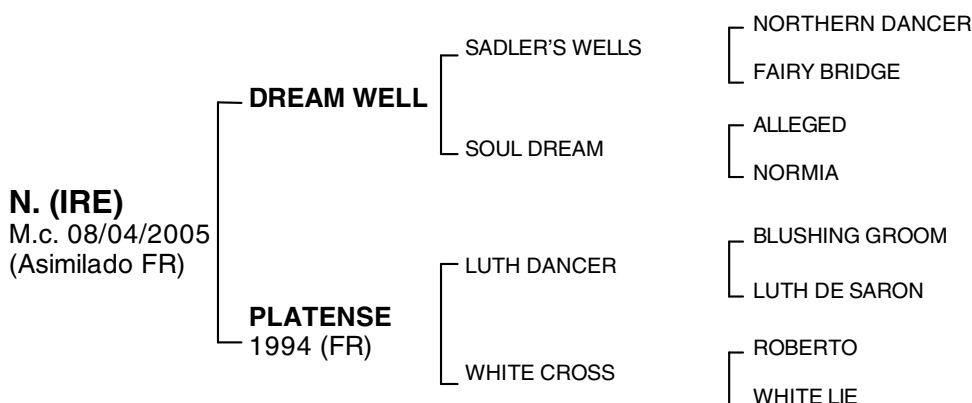 NORTHERN DANCER
SADLER'S WELLS
FAIRY BRIDGE
DREAM WELL
ALLEGED
SOUL DREAM
NORMIA
N. (IRE)
M.c. 08/04/2005
(Asimilado FR)
BLUSHING GROOM
LUTH DANCER
LUTH DE SARON
PLATENSE
1994 (FR)
ROBERTO
WHITE CROSS
WHITE LIE